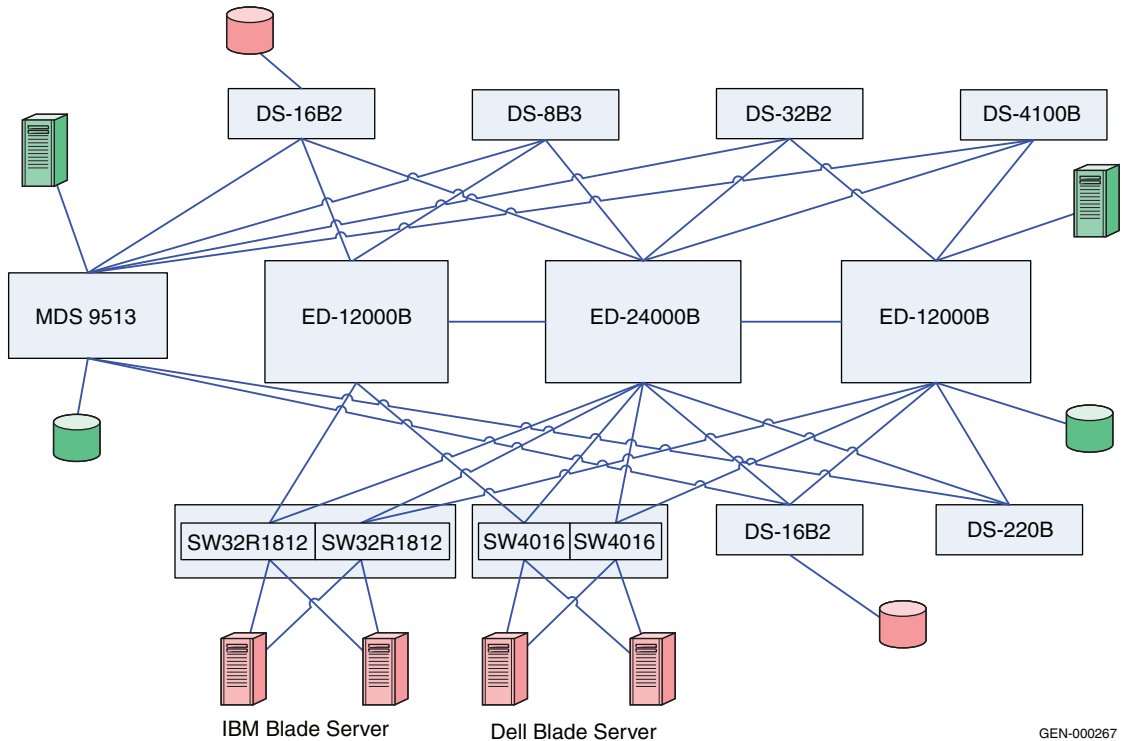 DS-16B2
DS-8B3
DS-32B2
DS-4100B
MDS 9513
ED-12000B
ED-24000B
ED-12000B
SW32R1812
SW32R1812
SW4016
SW4016
DS-16B2
DS-220B
IBM Blade Server
Dell Blade Server
GEN-000267